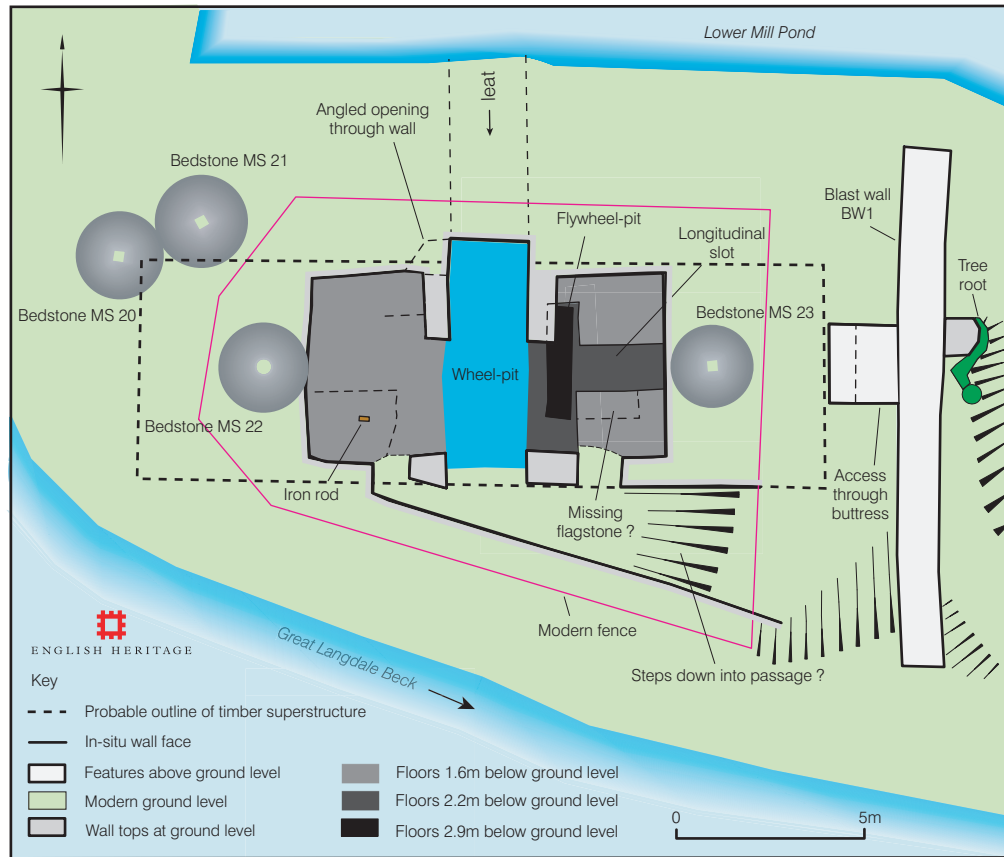 Lower Mill Pond
leat
Angled opening
through wall
Bedstone MS 21
Blast wall
BW1
Flywheel-pit
Longitudinal
slot
Tree
root
Bedstone MS 20
Bedstone MS 23
Wheel-pit
Bedstone MS 22
Iron rod
Missing
flagstone ?
Access
through
buttress
Modern fence
Great Langdale Beck
Steps down into passage ?
ENGLISH HERITAGE
Key
Probable outline of timber superstructure
In-situ wall face
Features above ground level
Modern ground level
Wall tops at ground level
Floors 1.6m below ground level
Floors 2.2m below ground level
Floors 2.9m below ground level
0 5m